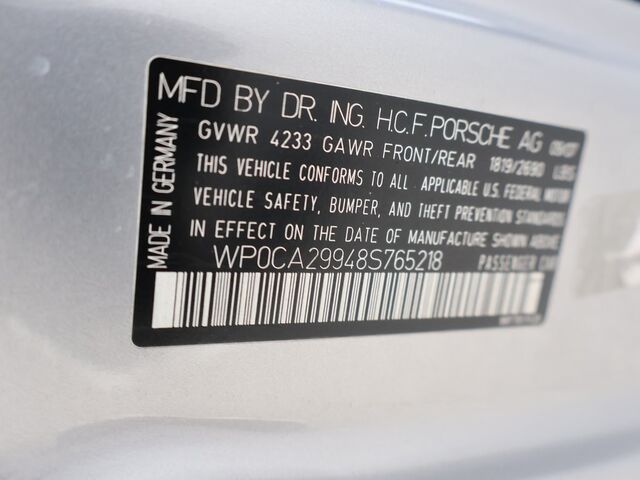 MFD BY DR. ING. H.C.F. PORSCHE AG 09/07
GVWR 4233 GAWR FRONT/REAR 1819/2690 LBS
THIS VEHICLE CONFORMS TO ALL APPLICABLE U.S. FEDERAL MOTOR
VEHICLE SAFETY, BUMPER, AND THEFT PREVENTION STANDARDS
IN EFFECT ON THE DATE OF MANUFACTURE SHOWN ABOVE.
WP0CA29948S765218 PASSENGER CAR
MADE IN GERMANY